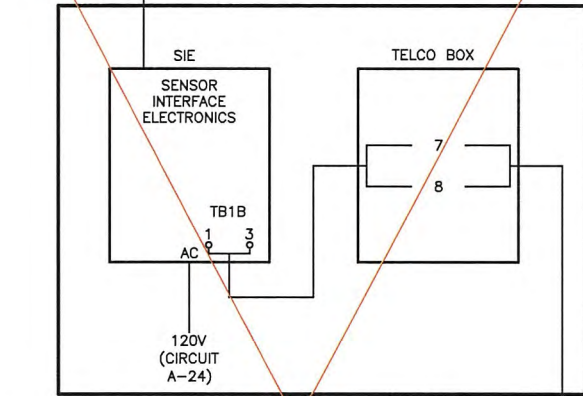 SIE
TELCO BOX
SENSOR
INTERFACE
ELECTRONICS
7
8
TB1B
1 3
AC
120V
(CIRCUIT
A-24)